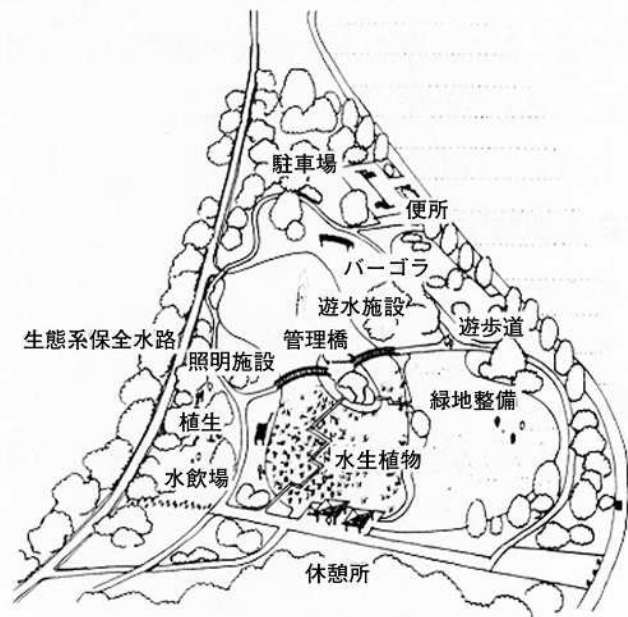 駐車場
便所
バーゴラ
遊水施設
遊歩道
生態系保全水路
管理橋
照明施設
緑地整備
植生
水生植物
水飲場
休憩所